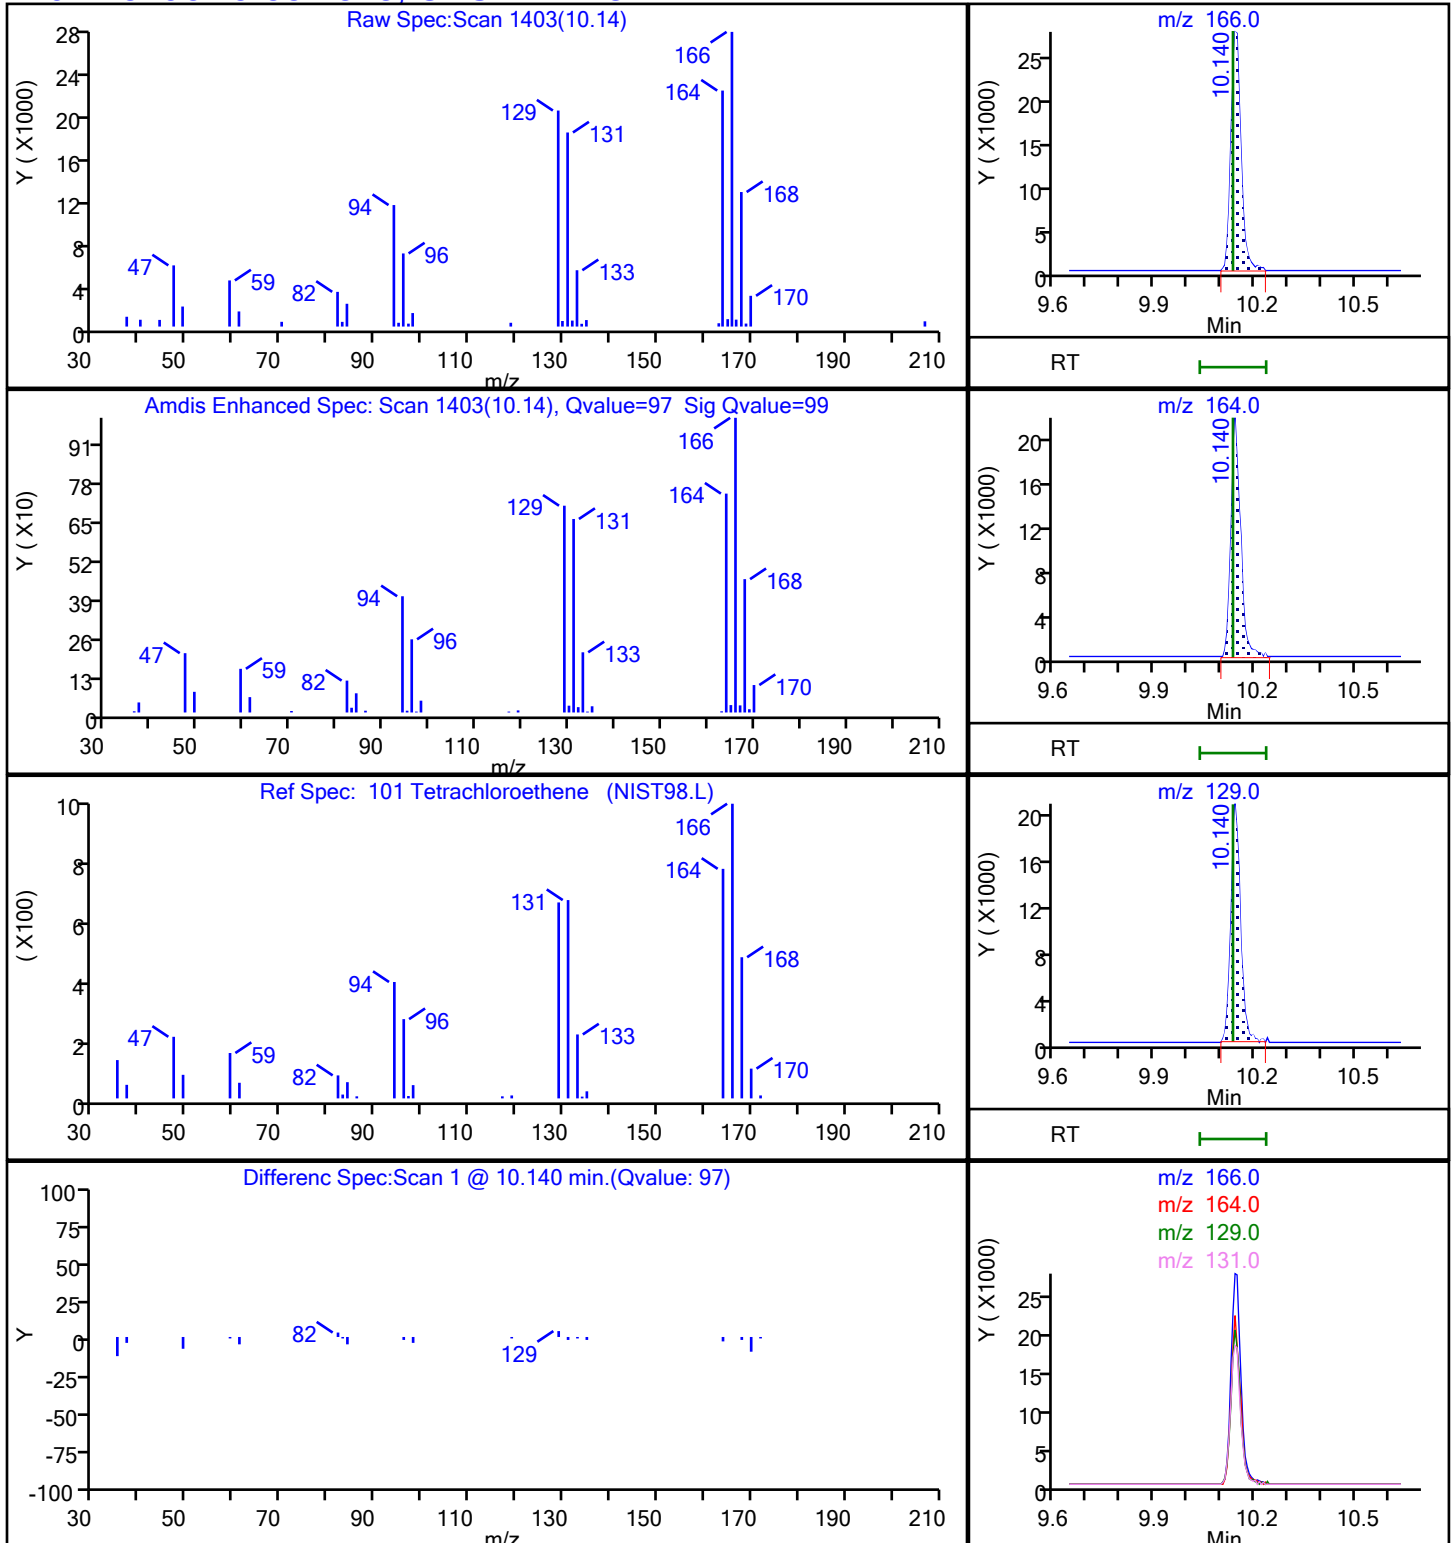 Raw Spec:Scan 1403(10.14)
Y ( X1000)
28
24
20
16
12
8
4
0
47
59
82
94
96
129
131
133
164
166
168
170
30 50 70 90 110 130 150 170 190 210
m/z
m/z 166.0
Y ( X1000)
25
20
15
10
5
0
10.140
9.6 9.9 10.2 10.5
Min
RT
Amdis Enhanced Spec: Scan 1403(10.14), Qvalue=97 Sig Qvalue=99
Y ( X10)
91
78
65
52
39
26
13
0
47
59
82
94
96
129
131
133
164
166
168
170
30 50 70 90 110 130 150 170 190 210
m/z
m/z 164.0
Y ( X1000)
20
16
12
8
4
0
10.140
9.6 9.9 10.2 10.5
Min
RT
Ref Spec: 101 Tetrachloroethene (NIST98.L)
( X100)
10
8
6
4
2
0
47
59
82
94
96
131
133
164
166
168
170
30 50 70 90 110 130 150 170 190 210
m/z 129.0
Y ( X1000)
20
16
12
8
4
0
10.140
9.6 9.9 10.2 10.5
Min
RT
Differenc Spec:Scan 1 @ 10.140 min.(Qvalue: 97)
Y
100
75
50
25
0
-25
-50
-75
-100
82
129
30 50 70 90 110 130 150 170 190 210
m/z
m/z 166.0
m/z 164.0
m/z 129.0
m/z 131.0
Y ( X1000)
25
20
15
10
5
0
9.6 9.9 10.2 10.5
Min